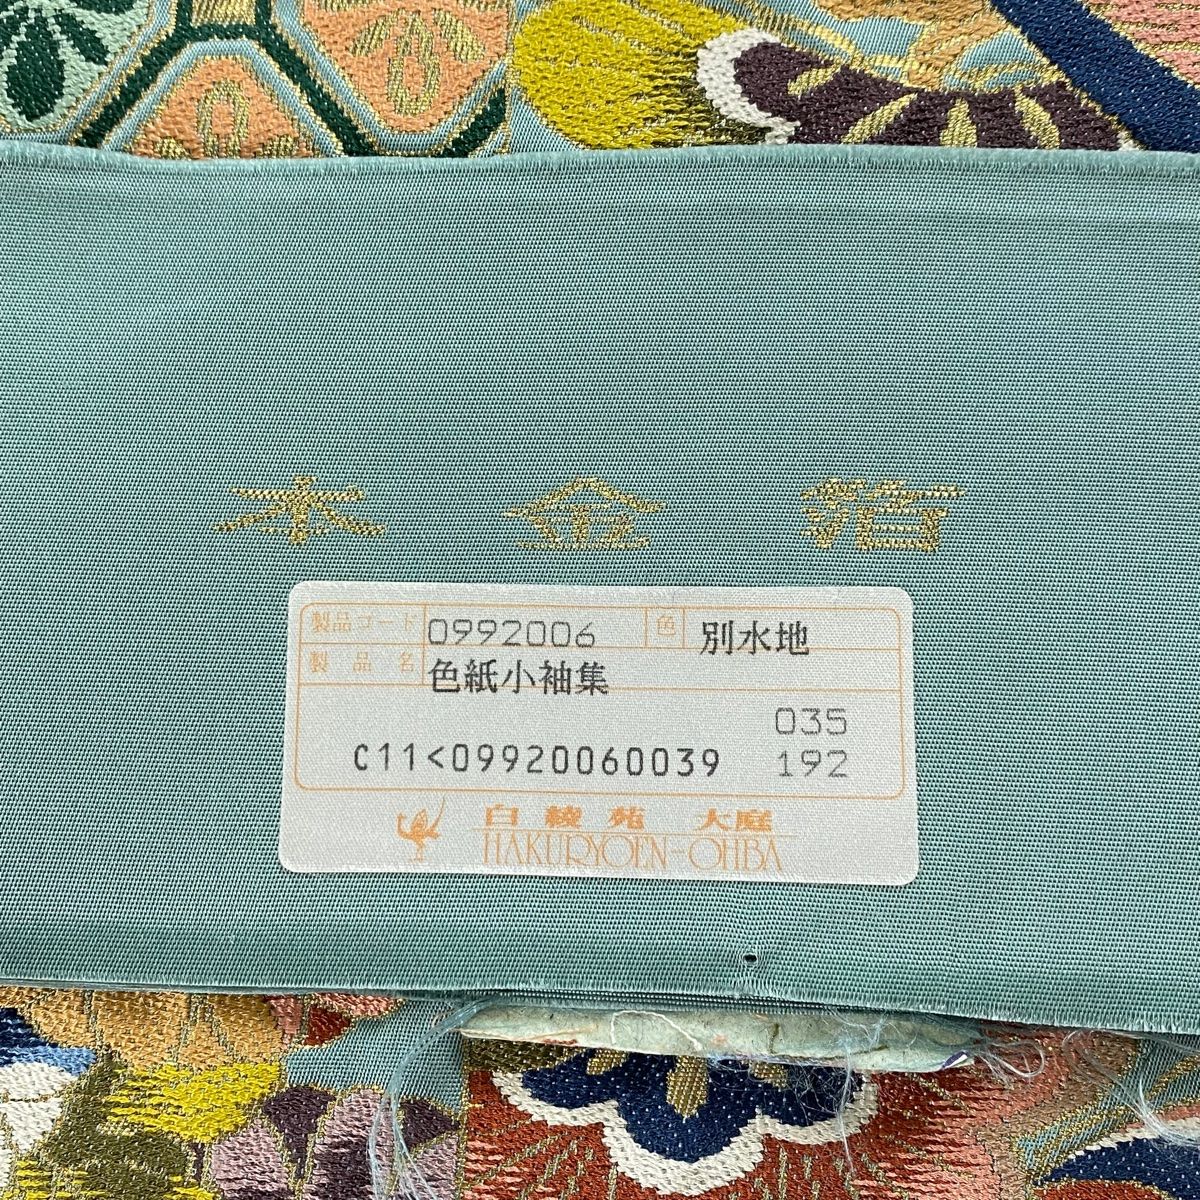 本金箔
製品コード 0992006 色 別水地
製品名 色紙小袖集
035
C11<09920060039 192
白綾苑 大庭
HAKURYOEN-OHBA